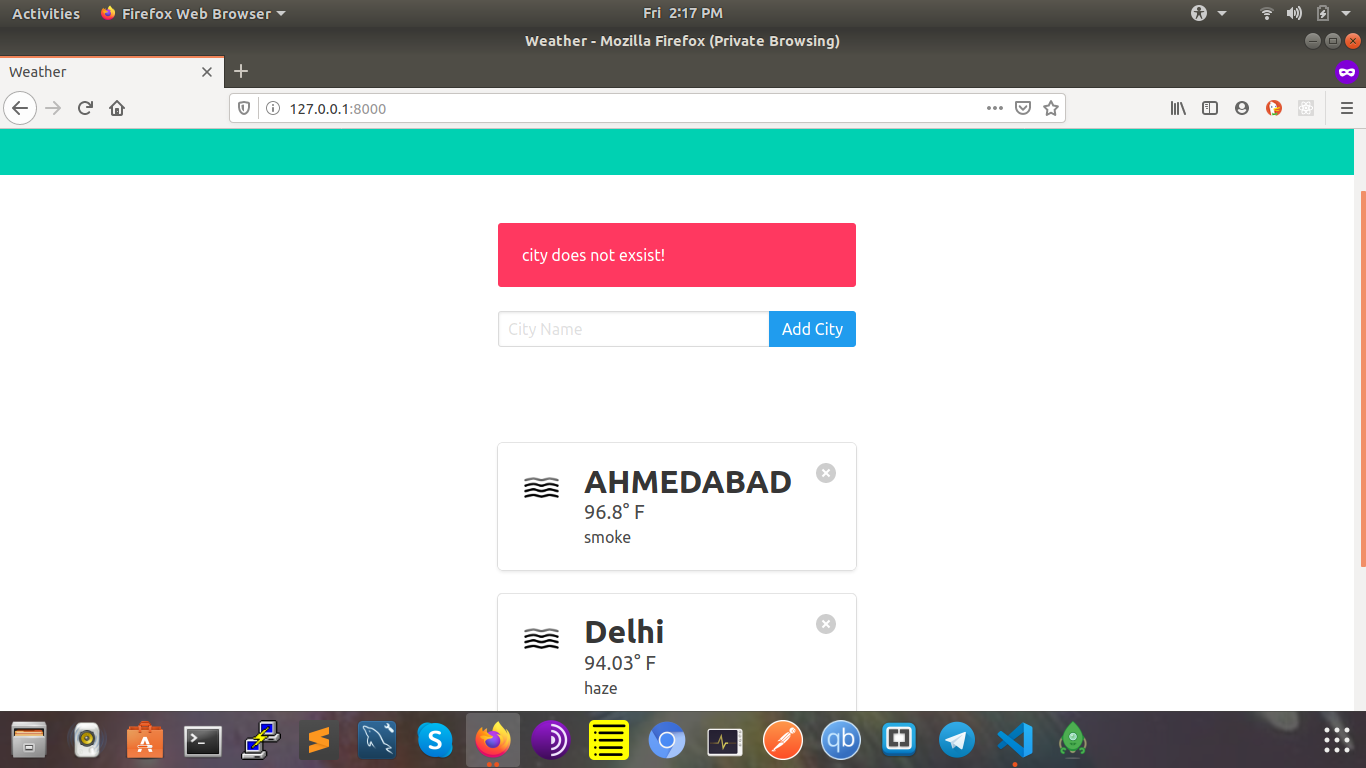 Activities Firefox Web Browser Fri 2:17 PM
Weather - Mozilla Firefox (Private Browsing)
Weather
127.0.0.1:8000
city does not exsist!
City Name Add City
AHMEDABAD
96.8° F
smoke
Delhi
94.03° F
haze
S
qb